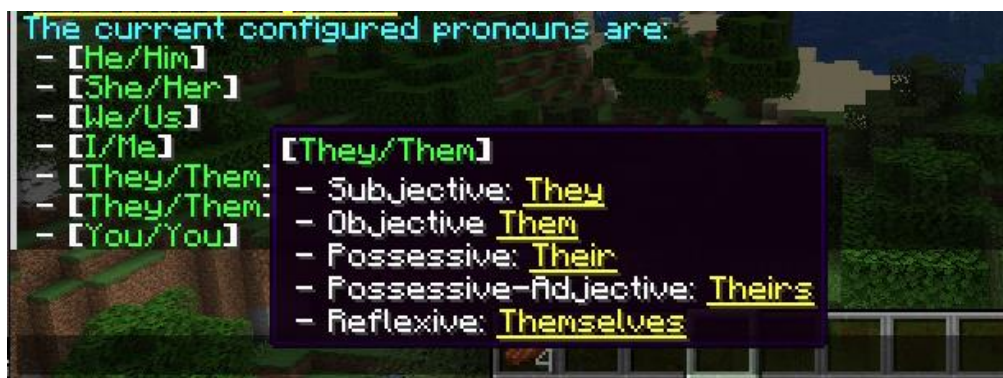 The current configured pronouns are:
- [He/Him]
- [She/Her]
- [We/Us]
- [I/Me]
- [They/Them]
- [They/Them]
- [You/You]
[They/Them]
- Subjective: They
- Objective Them
- Possessive: Their
- Possessive-Adjective: Theirs
- Reflexive: Themselves
4